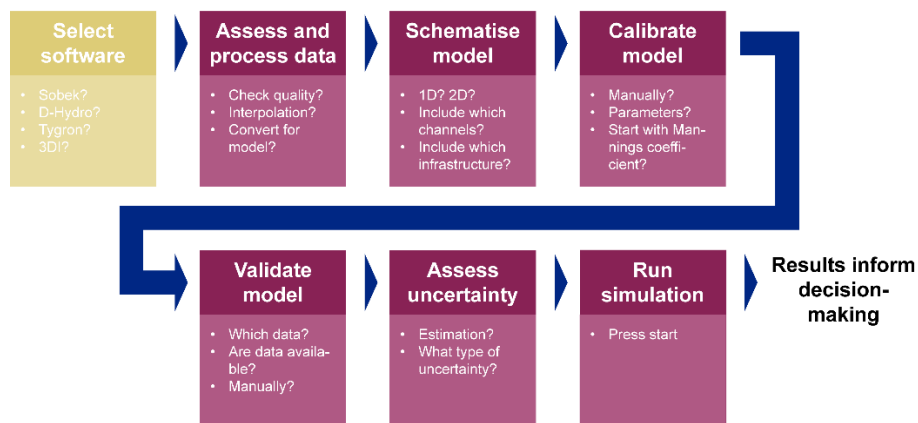 Select
software
• Sobek?
• D-Hydro?
• Tygron?
• 3DI?
Assess and
process data
• Check quality?
• Interpolation?
• Convert for
model?
Schematise
model
• 1D? 2D?
• Include which
channels?
• Include which
infrastructure?
Calibrate
model
• Manually?
• Parameters?
• Start with Man-
nings coeffi-
cient?
Validate
model
• Which data?
• Are data availa-
ble?
• Manually?
Assess
uncertainty
• Estimation?
• What type of
uncertainty?
Run
simulation
• Press start
Results inform
decision-
making